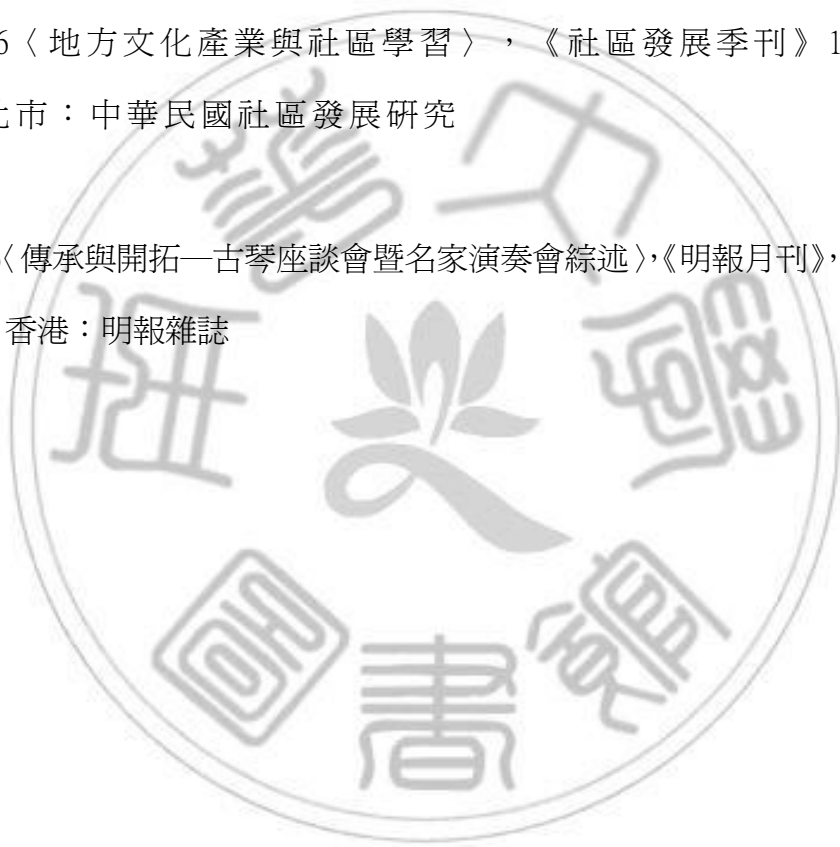 6〈地方文化產業與社區學習〉，《社區發展季刊》1
市：中華民國社區發展研究
〈傳承與開拓—古琴座談會暨名家演奏會綜述〉,《明報月刊》,
香港：明報雜誌